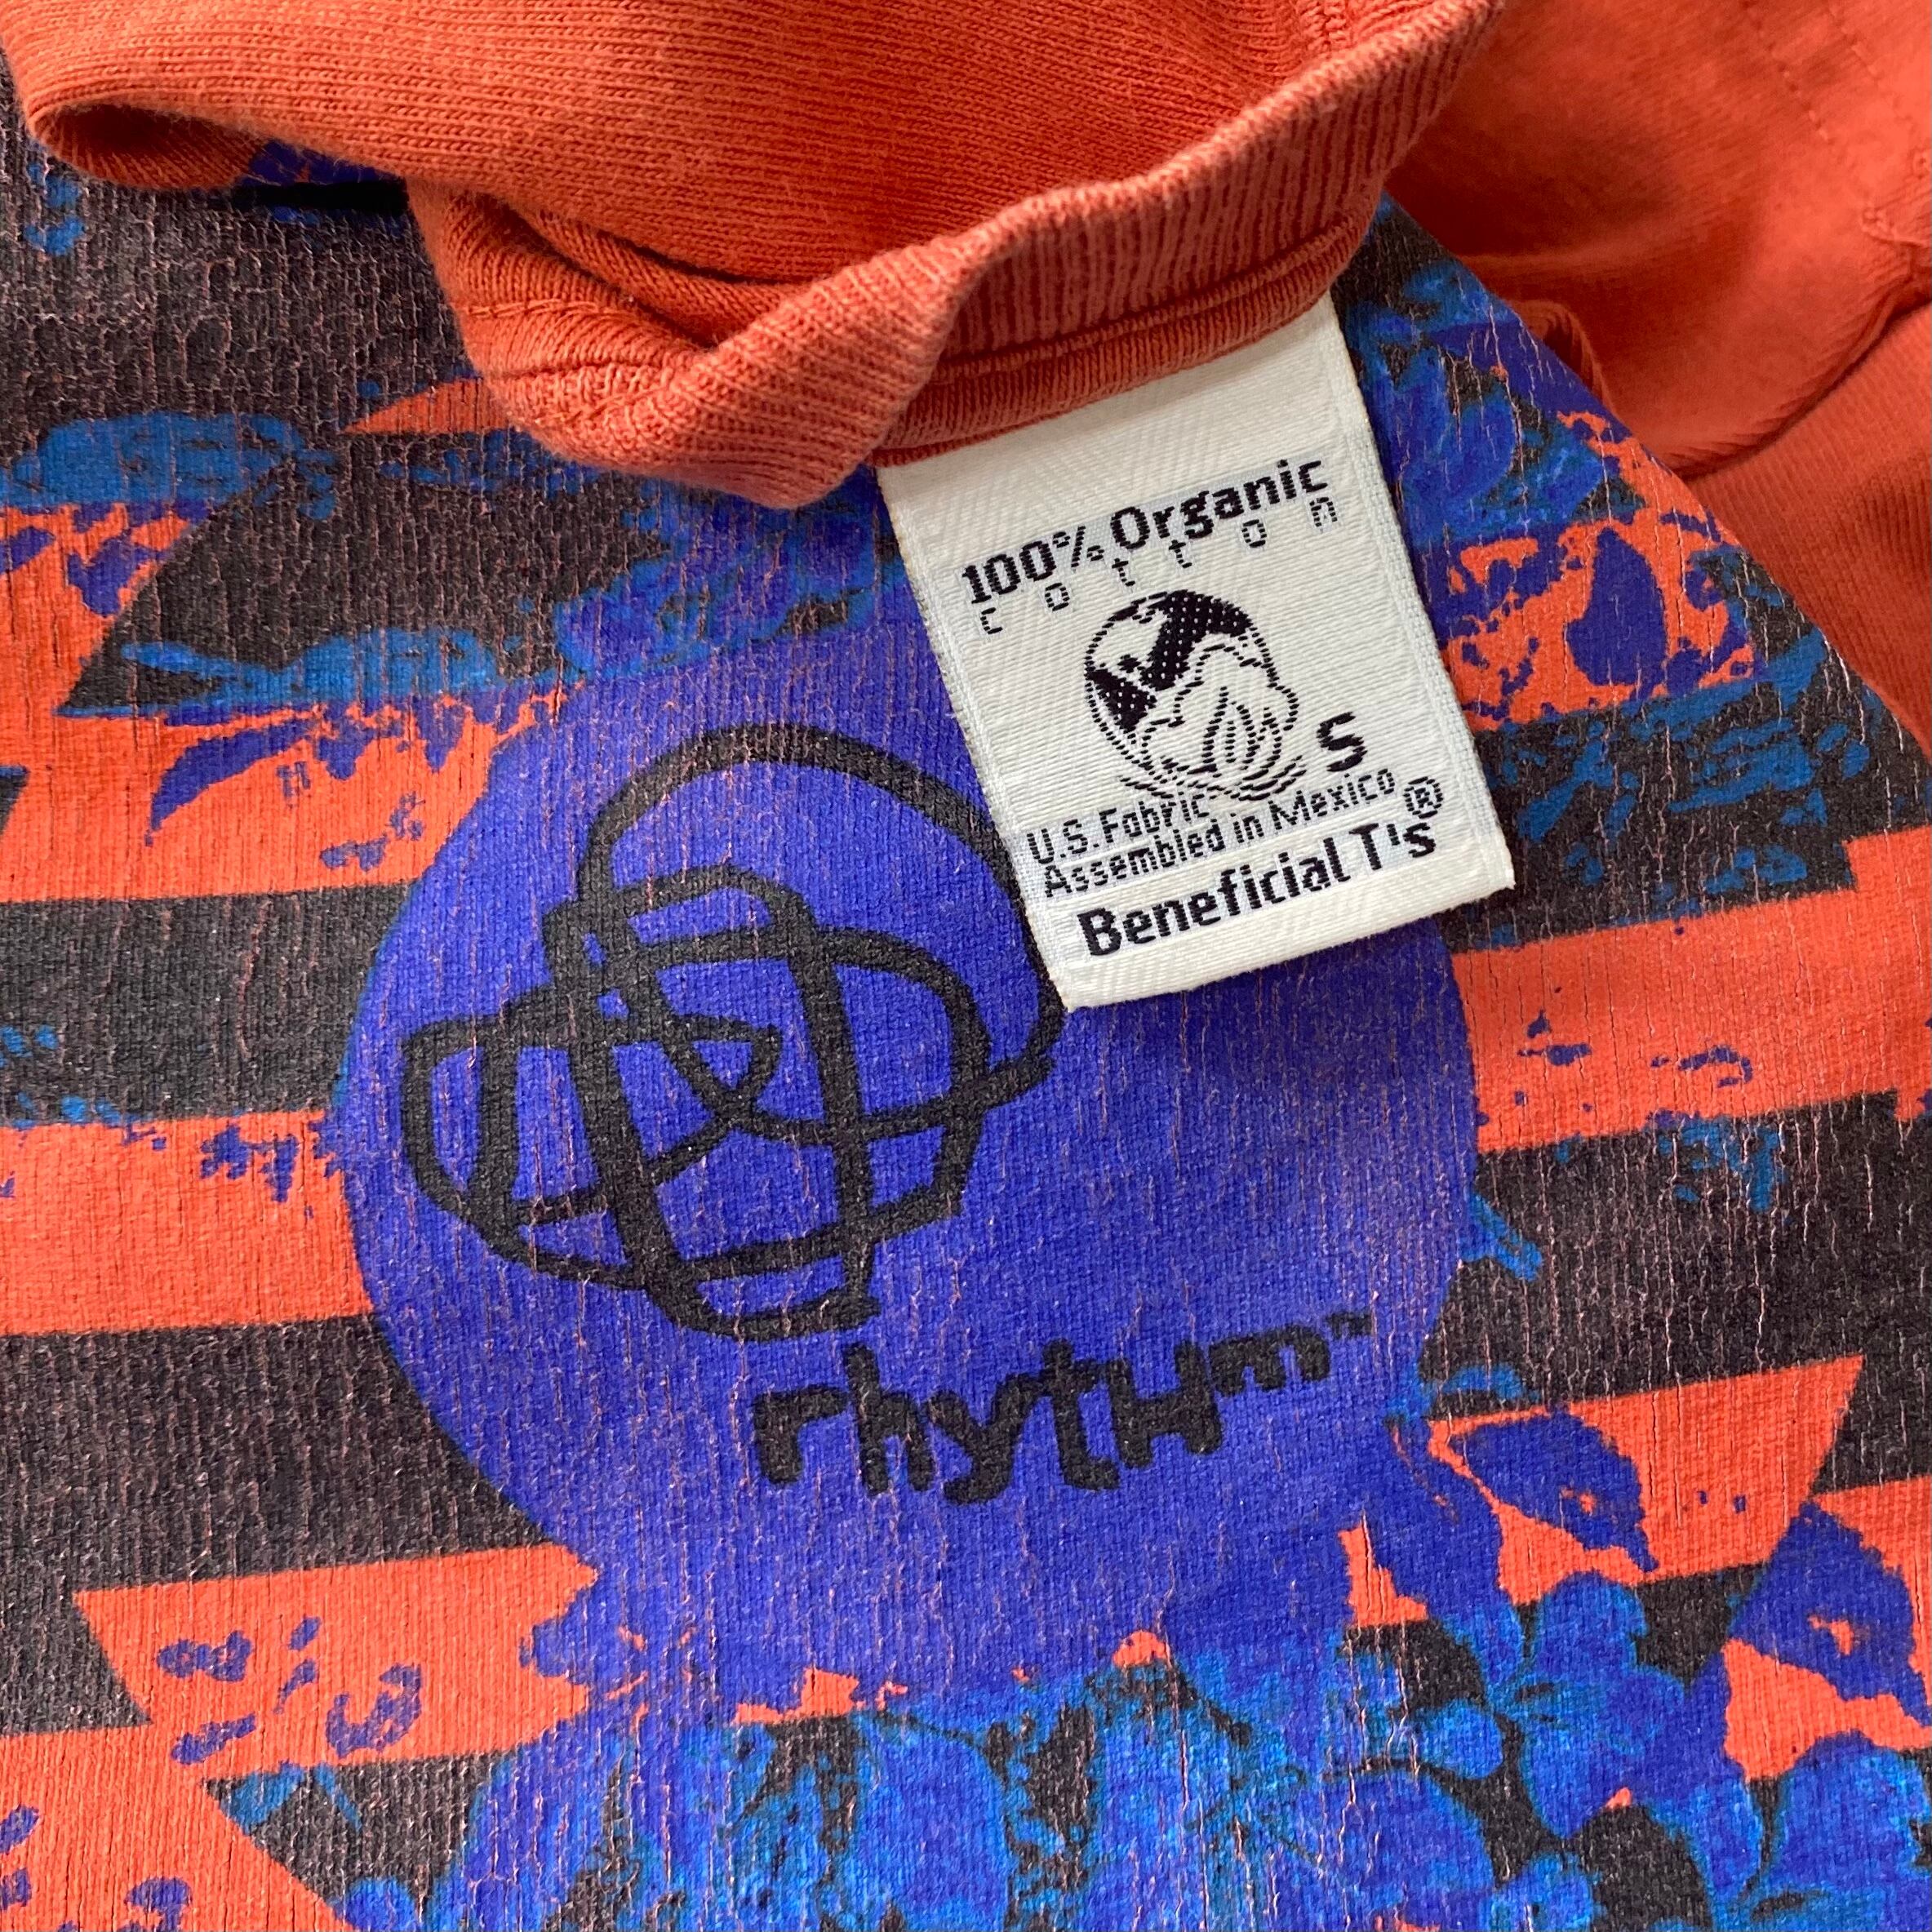 100% Organic
cotton
S
U.S. Fabric
Assembled in Mexico
Beneficial T's®
rhytHm™